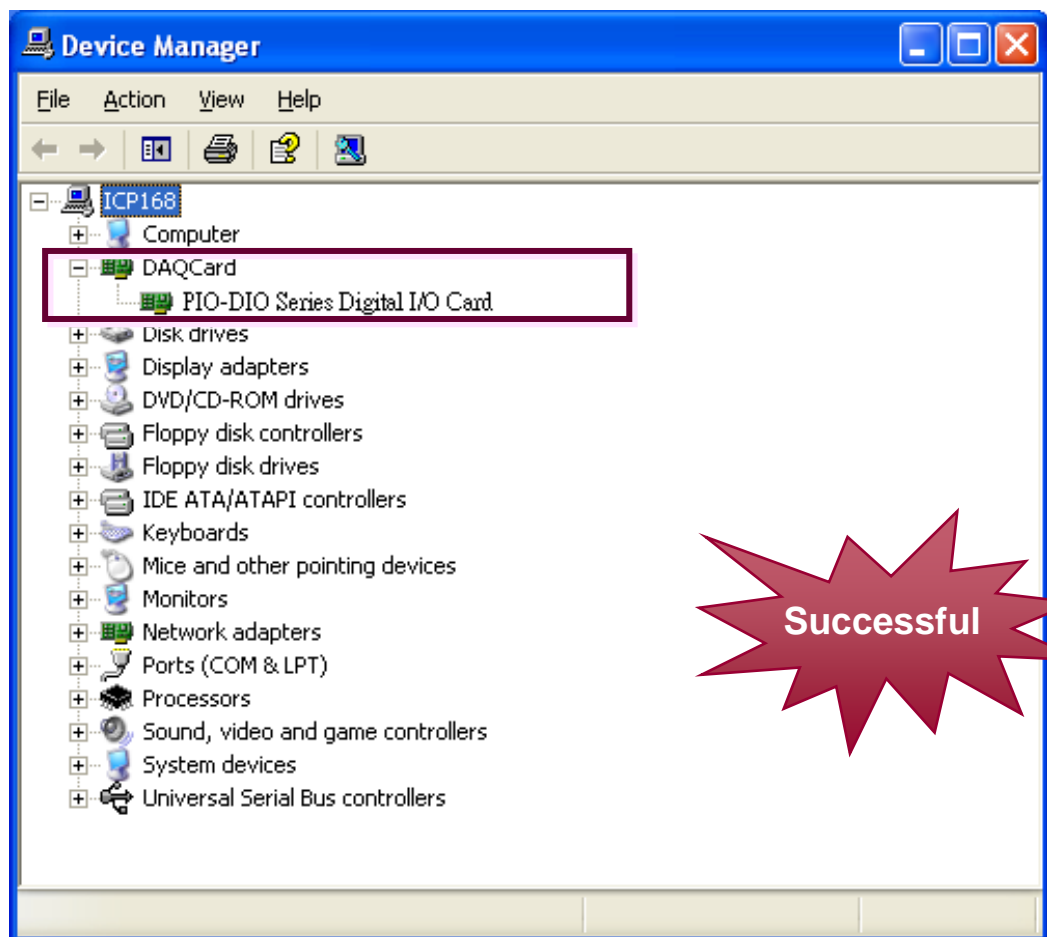 Device Manager
File Action View Help
ICP168
Computer
DAQCard
PIO-DIO Series Digital I/O Card
Disk drives
Display adapters
DVD/CD-ROM drives
Floppy disk controllers
Floppy disk drives
IDE ATA/ATAPI controllers
Keyboards
Mice and other pointing devices
Monitors
Network adapters
Ports (COM & LPT)
Processors
Sound, video and game controllers
System devices
Universal Serial Bus controllers
Successful